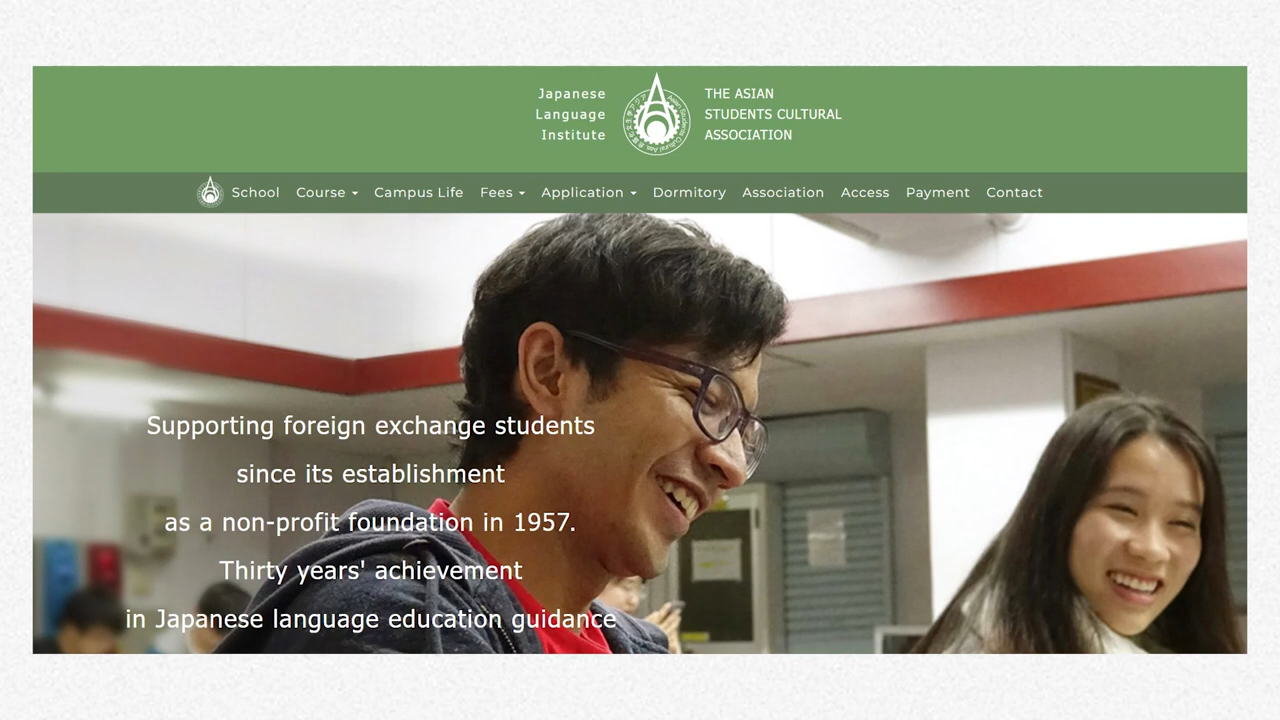 Japanese
Language
Institute
THE ASIAN
STUDENTS CULTURAL
ASSOCIATION
School Course Campus Life Fees Application Dormitory Association Access Payment Contact
Supporting foreign exchange students
since its establishment
as a non-profit foundation in 1957.
Thirty years' achievement
in Japanese language education guidance